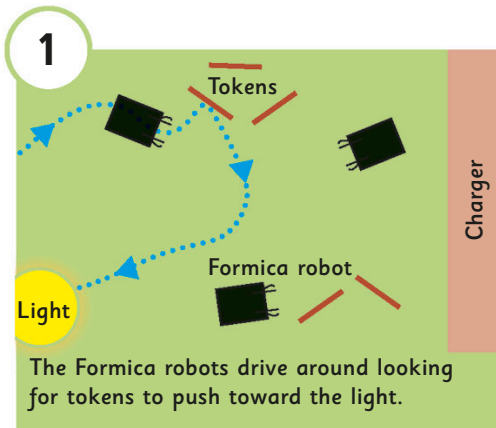 1
Tokens
Charger
Formica robot
Light
The Formica robots drive around looking
for tokens to push toward the light.